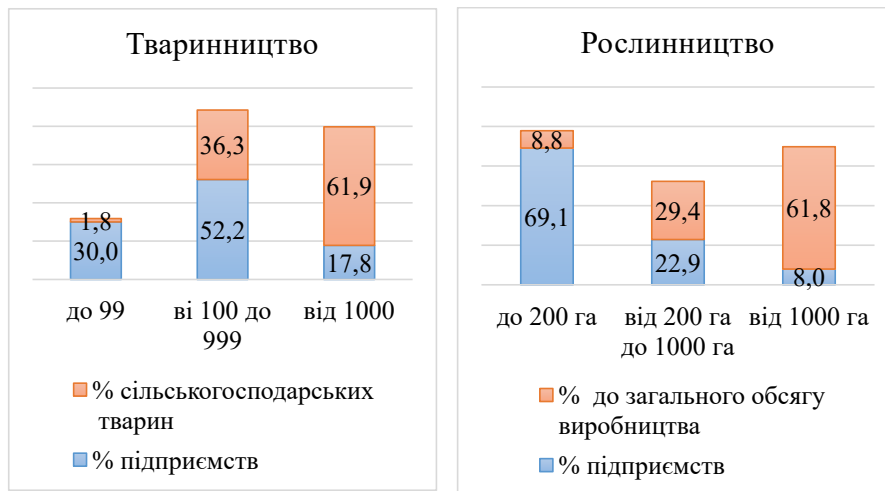 Тваринництво
1,8
30,0
36,3
52,2
61,9
17,8
до 99
ві 100 до
999
від 1000
% сільськогосподарських
тварин
% підприємств
Рослинництво
8,8
69,1
29,4
22,9
61,8
8,0
до 200 га
від 200 га
до 1000 га
від 1000 га
% до загального обсягу
виробництва
% підприємств